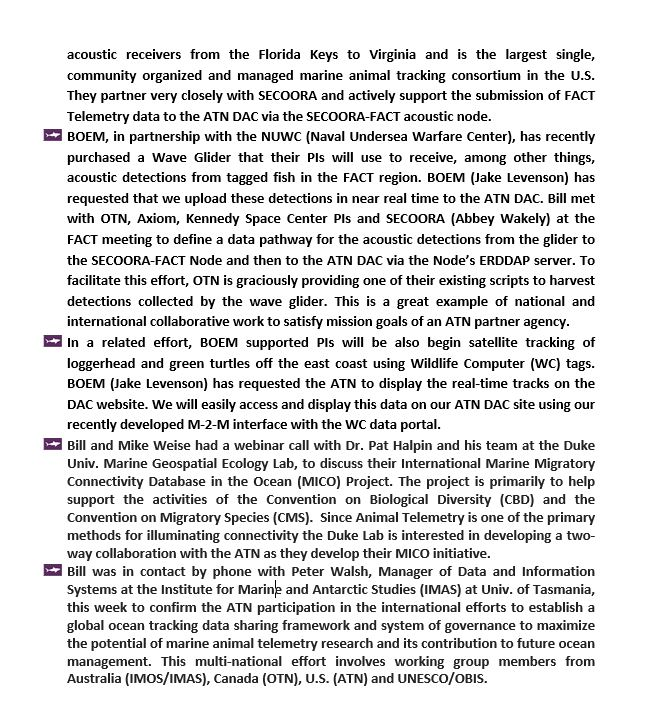 acoustic receivers from the Florida Keys to Virginia and is the largest single,
community organized and managed marine animal tracking consortium in the U.S.
They partner very closely with SECOORA and actively support the submission of FACT
Telemetry data to the ATN DAC via the SECOORA-FACT acoustic node.
BOEM, in partnership with the NUWC (Naval Undersea Warfare Center), has recently
purchased a Wave Glider that their PIs will use to receive, among other things,
acoustic detections from tagged fish in the FACT region. BOEM (Jake Levenson) has
requested that we upload these detections in near real time to the ATN DAC. Bill met
with OTN, Axiom, Kennedy Space Center PIs and SECOORA (Abbey Wakely) at the
FACT meeting to define a data pathway for the acoustic detections from the glider to
the SECOORA-FACT Node and then to the ATN DAC via the Node's ERDDAP server. To
facilitate this effort, OTN is graciously providing one of their existing scripts to harvest
detections collected by the wave glider. This is a great example of national and
international collaborative work to satisfy mission goals of an ATN partner agency.
In a related effort, BOEM supported PIs will be also begin satellite tracking of
loggerhead and green turtles off the east coast using Wildlife Computer (WC) tags.
BOEM (Jake Levenson) has requested the ATN to display the real-time tracks on the
DAC website. We will easily access and display this data on our ATN DAC site using our
recently developed M-2-M interface with the WC data portal.
Bill and Mike Weise had a webinar call with Dr. Pat Halpin and his team at the Duke
Univ. Marine Geospatial Ecology Lab, to discuss their International Marine Migratory
Connectivity Database in the Ocean (MICO) Project. The project is primarily to help
support the activities of the Convention on Biological Diversity (CBD) and the
Convention on Migratory Species (CMS). Since Animal Telemetry is one of the primary
methods for illuminating connectivity the Duke Lab is interested in developing a two-
way collaboration with the ATN as they develop their MICO initiative.
Bill was in contact by phone with Peter Walsh, Manager of Data and Information
Systems at the Institute for Marine and Antarctic Studies (IMAS) at Univ. of Tasmania,
this week to confirm the ATN participation in the international efforts to establish a
global ocean tracking data sharing framework and system of governance to maximize
the potential of marine animal telemetry research and its contribution to future ocean
management. This multi-national effort involves working group members from
Australia (IMOS/IMAS), Canada (OTN), U.S. (ATN) and UNESCO/OBIS.